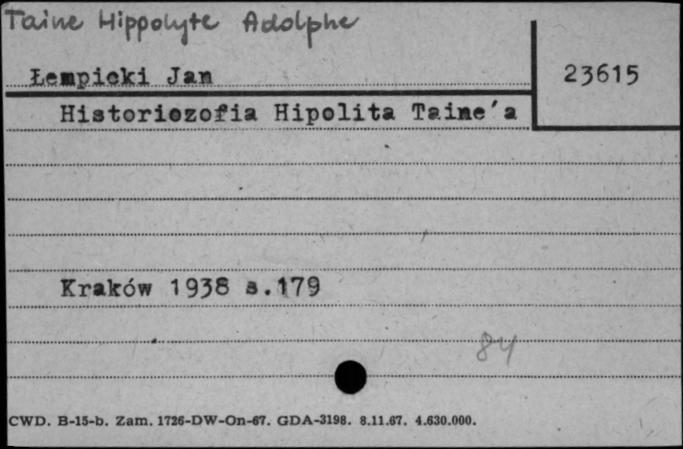 Taine Hippolyte Adolphe
Łempicki Jan
23615
Historiozofia Hipolita Taine'a
Kraków 1938 s.179
84
CWD. B-15-b. Zam. 1726-DW-On-67. GDA-3198. 8.11.67. 4.630.000.